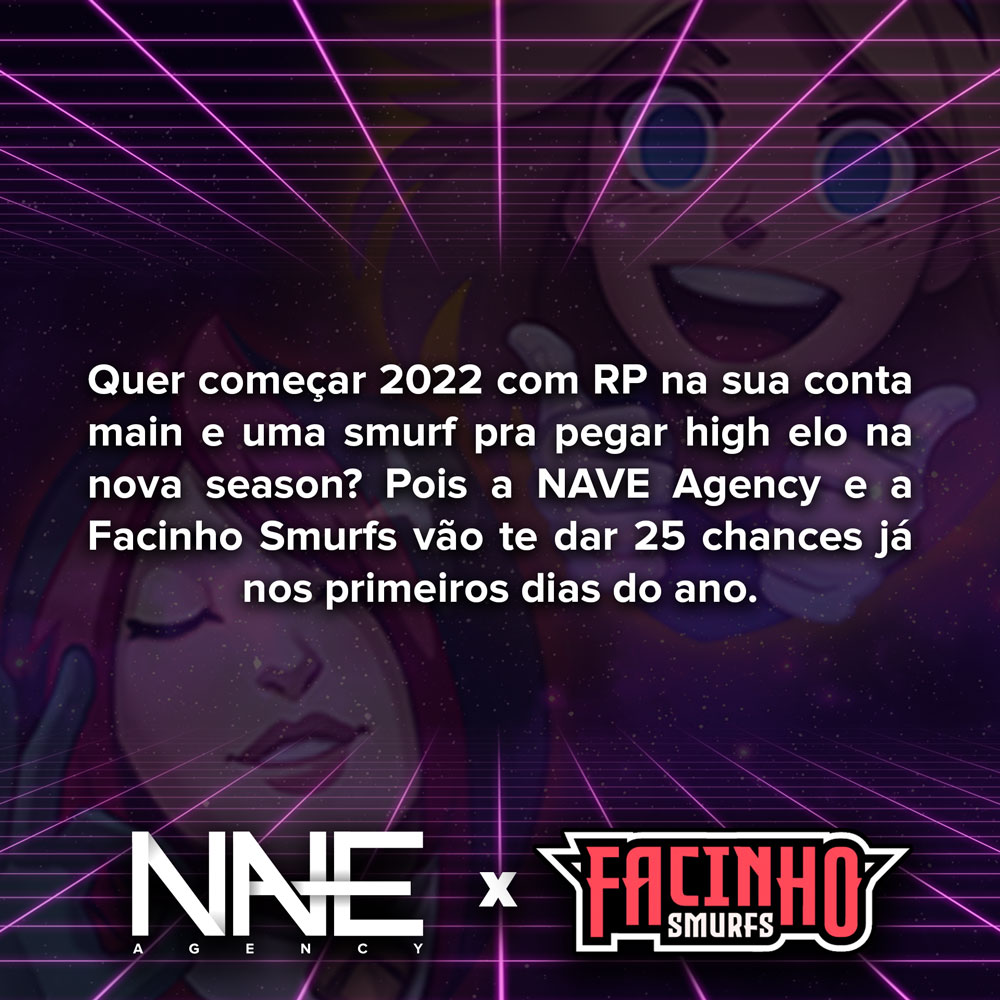 Quer começar 2022 com RP na sua conta
main e uma smurf pra pegar high elo na
nova season? Pois a NAVE Agency e a
Facinho Smurfs vão te dar 25 chances já
nos primeiros dias do ano.
NAVE
AGENCY
x
FACINHO
SMURFS